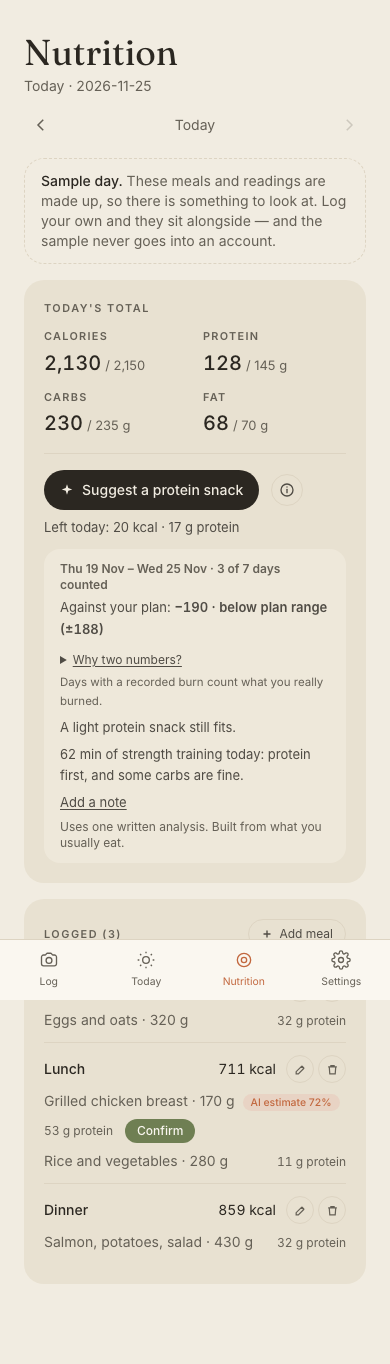 Nutrition
Today · 2026-11-25
Today
Sample day. These meals and readings are
made up, so there is something to look at. Log
your own and they sit alongside — and the
sample never goes into an account.
TODAY'S TOTAL
CALORIES
2,130 / 2,150
PROTEIN
128 / 145 g
CARBS
230 / 235 g
FAT
68 / 70 g
Suggest a protein snack
Left today: 20 kcal · 17 g protein
Thu 19 Nov – Wed 25 Nov · 3 of 7 days
counted
Against your plan: −190 · below plan range
(±188)
Why two numbers?
Days with a recorded burn count what you really
burned.
A light protein snack still fits.
62 min of strength training today: protein
first, and some carbs are fine.
Add a note
Uses one written analysis. Built from what you
usually eat.
LOGGED (3)
+ Add meal
Log
Today
Nutrition
Settings
Eggs and oats · 320 g
32 g protein
Lunch
711 kcal
Grilled chicken breast · 170 g
AI estimate 72%
53 g protein
Confirm
Rice and vegetables · 280 g
11 g protein
Dinner
859 kcal
Salmon, potatoes, salad · 430 g
32 g protein